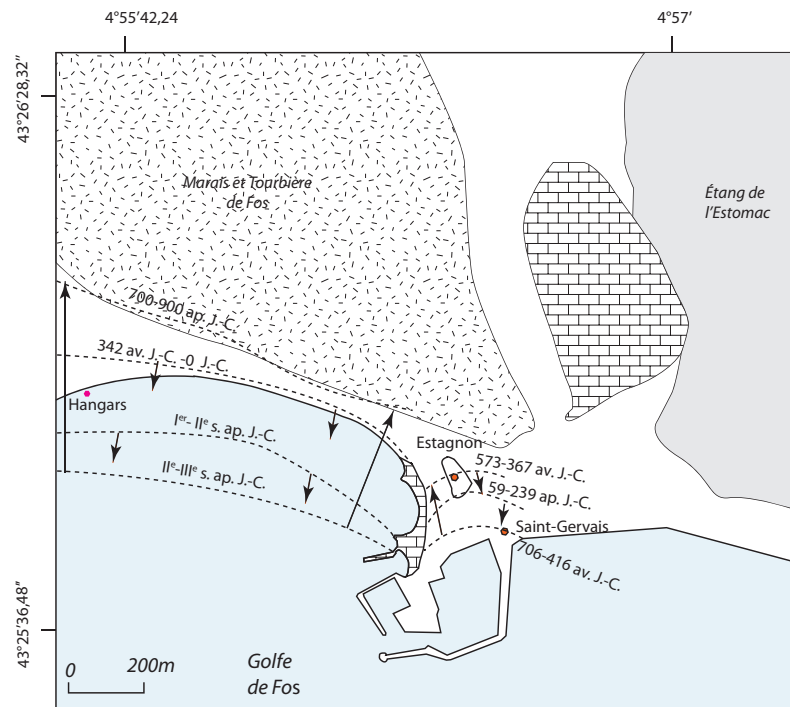 4°55'42,24
4°57'
43°26'28,32"
Marais et Tourbière
de Fos
Étang de
l'Estomac
700-900 ap. J.-C.
342 av. J.-C. -0 J.-C.
Hangars
Ier- IIe s. ap. J.-C.
Estagnon
IIe-IIIe s. ap. J.-C.
573-367 av. J.-C.
59-239 ap. J.-C.
Saint-Gervais
706-416 av. J.-C.
43°25'36,48"
0 200m
Golfe
de Fos